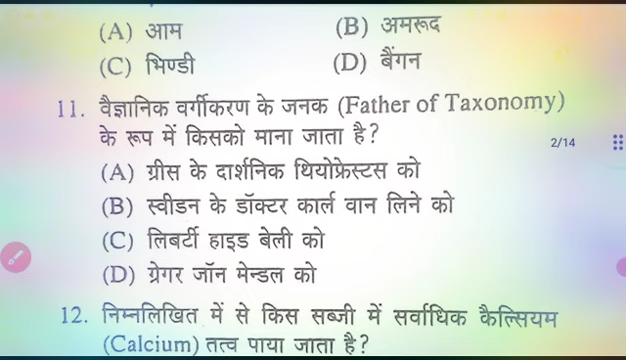 (A) आम (B) अमरूद
(C) भिण्डी (D) बैंगन
11. वैज्ञानिक वर्गीकरण के जनक (Father of Taxonomy)
के रूप में किसको माना जाता है?
2/14
(A) ग्रीस के दार्शनिक थियोफ्रेस्टस को
(B) स्वीडन के डॉक्टर कार्ल वान लिने को
(C) लिबर्टी हाइड बेली को
(D) ग्रेगर जॉन मेन्डल को
12. निम्नलिखित में से किस सब्जी में सर्वाधिक कैल्सियम
(Calcium) तत्व पाया जाता है?